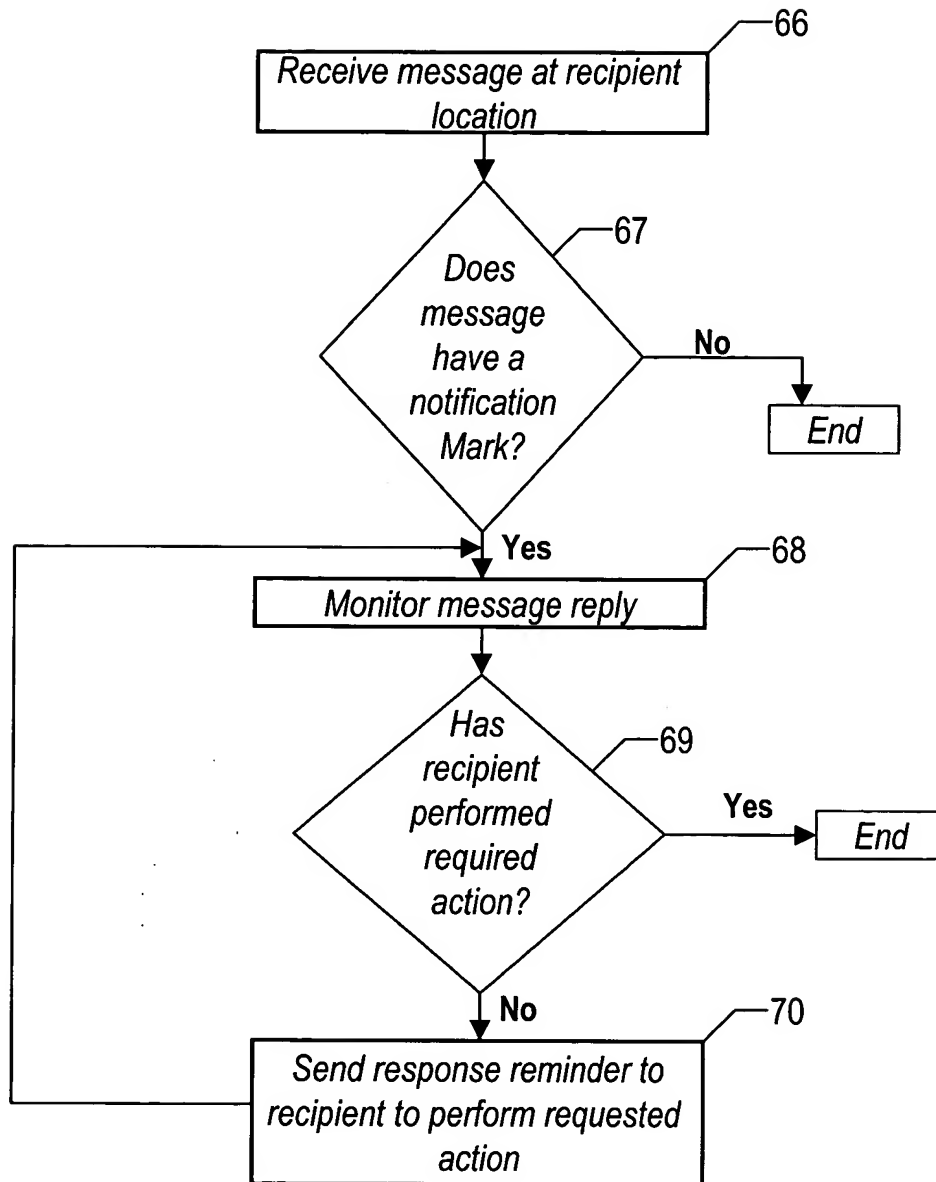 66
Receive message at recipient
location
67
Does
message
have a
notification
Mark?
No
End
Yes
68
Monitor message reply
Has
recipient
performed
required
action?
69
Yes
End
No
70
Send response reminder to
recipient to perform requested
action